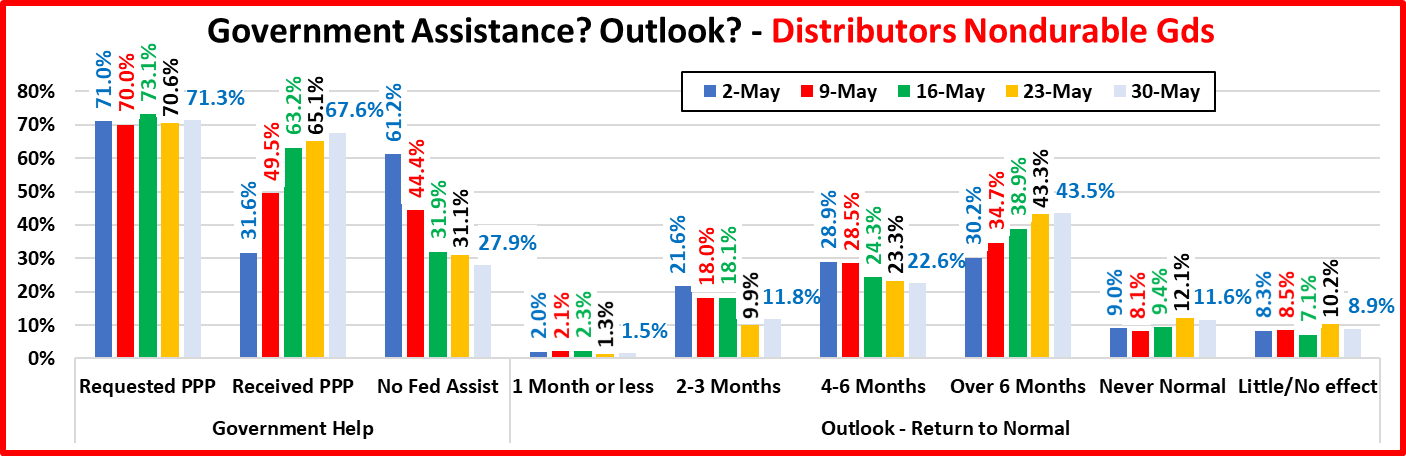 Government Assistance? Outlook? - Distributors Nondurable Gds
2-May 9-May 16-May 23-May 30-May
80%
70%
60%
50%
40%
30%
20%
10%
0%
71.0% 70.0% 73.1% 70.6% 71.3%
31.6% 49.5% 63.2% 65.1% 67.6%
61.2% 44.4% 31.9% 31.1% 27.9%
2.0% 2.1% 2.3% 1.3% 1.5%
21.6% 18.0% 18.1% 9.9% 11.8%
28.9% 28.5% 24.3% 23.3% 22.6%
30.2% 34.7% 38.9% 43.3% 43.5%
9.0% 8.1% 9.4% 12.1% 11.6%
8.3% 8.5% 7.1% 10.2% 8.9%
Requested PPP Received PPP No Fed Assist 1 Month or less 2-3 Months 4-6 Months Over 6 Months Never Normal Little/No effect
Government Help Outlook - Return to Normal